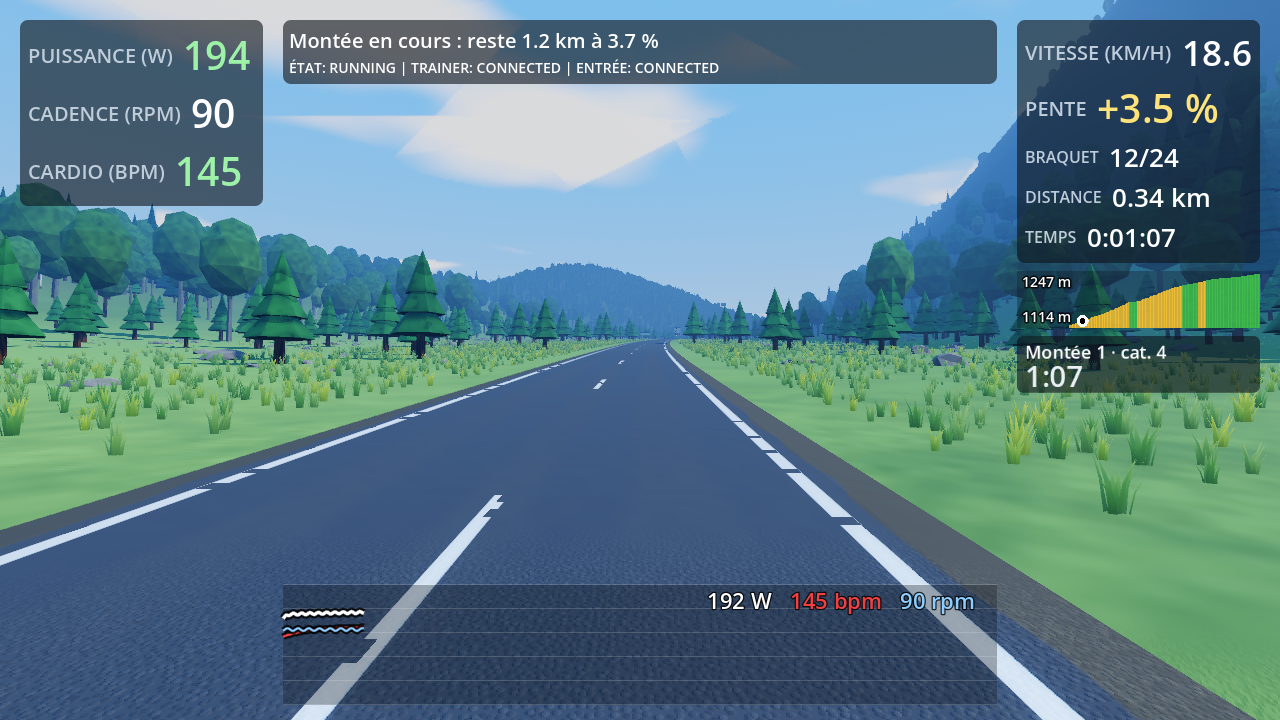 PUISSANCE (W) 194
CADENCE (RPM) 90
CARDIO (BPM) 145
Montée en cours : reste 1.2 km à 3.7 %
ÉTAT: RUNNING | TRAINER: CONNECTED | ENTRÉE: CONNECTED
VITESSE (KM/H) 18.6
PENTE +3.5 %
BRAQUET 12/24
DISTANCE 0.34 km
TEMPS 0:01:07
1247 m
1114 m
Montée 1 · cat. 4
1:07
192 W 145 bpm 90 rpm